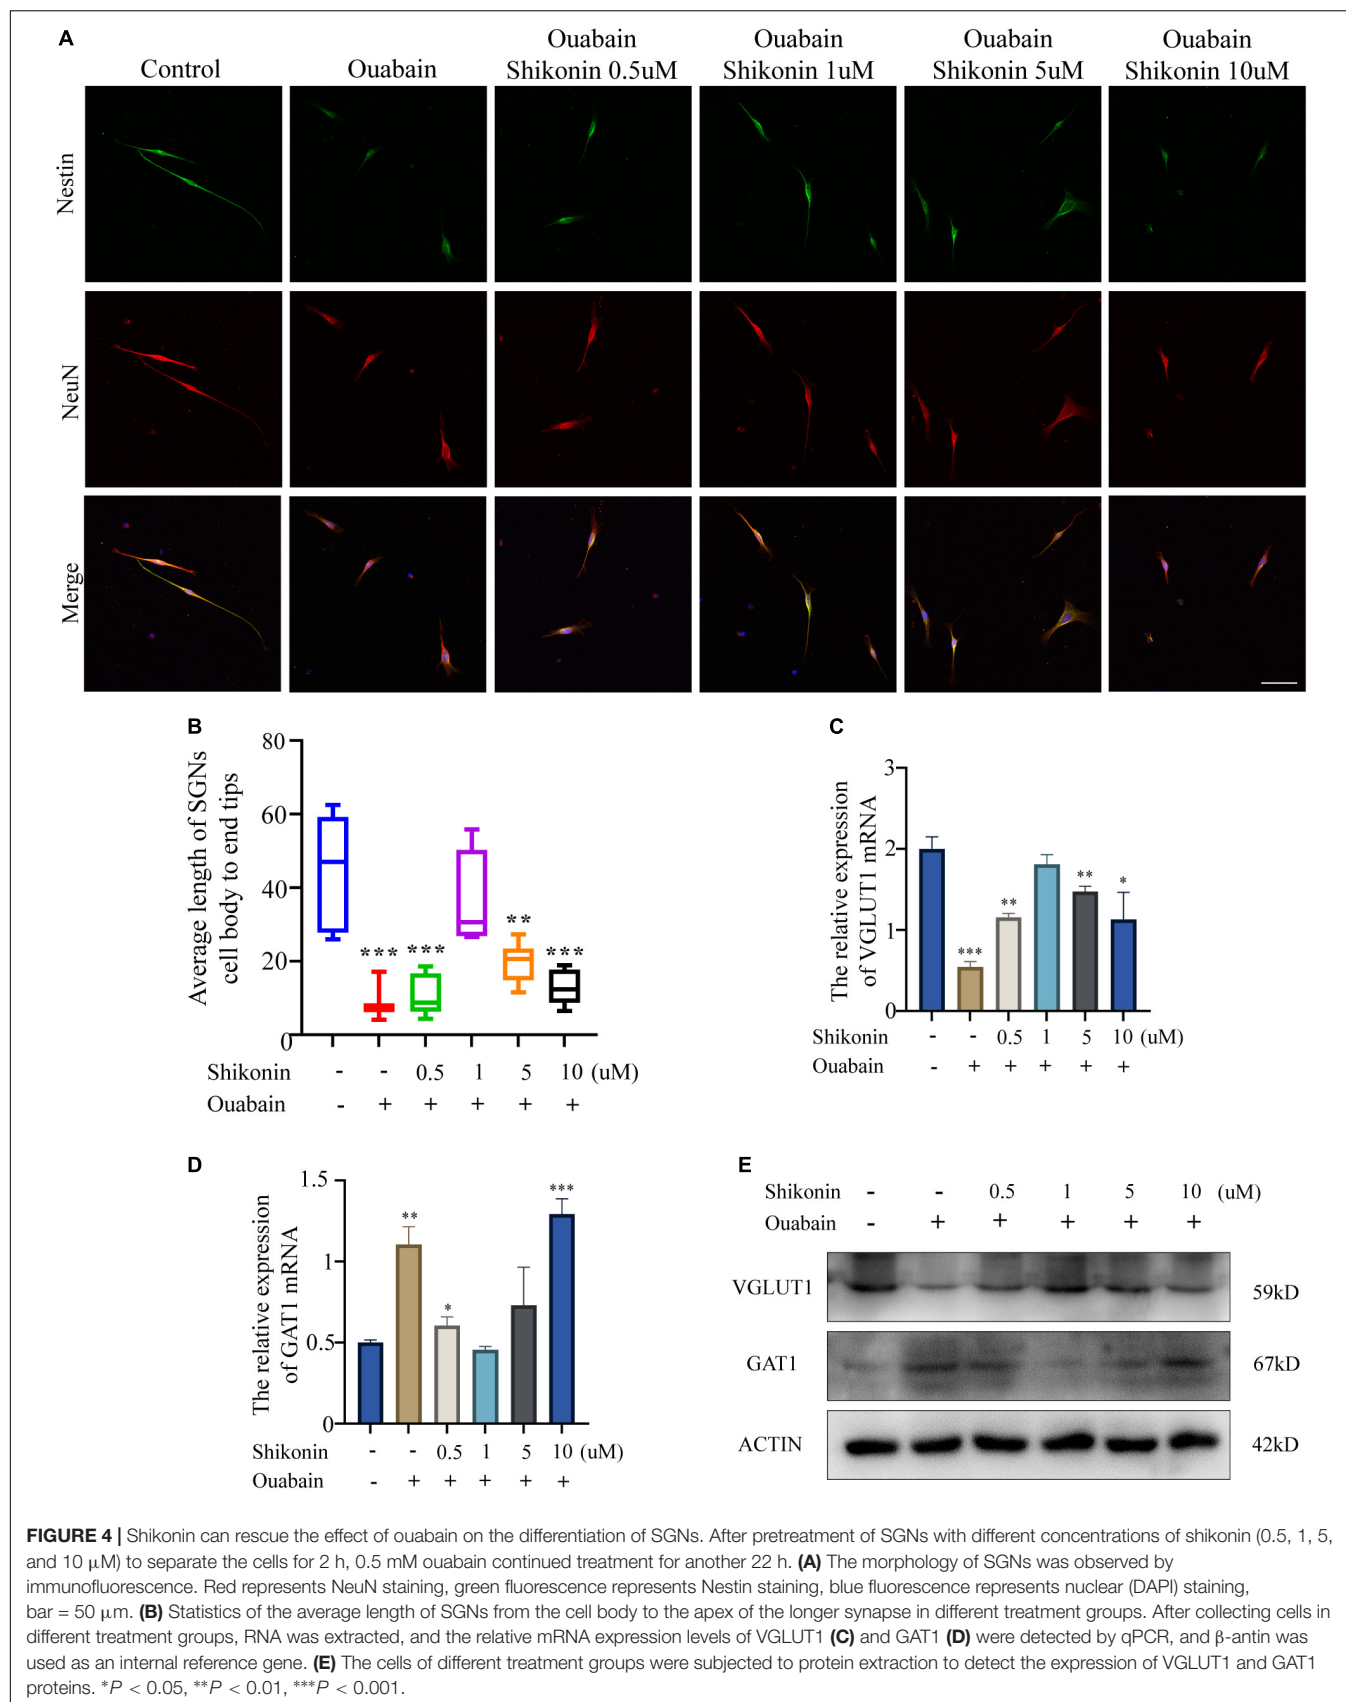 A
Control
Ouabain
Ouabain
Shikonin 0.5uM
Ouabain
Shikonin 1uM
Ouabain
Shikonin 5uM
Ouabain
Shikonin 10uM
Nestin
NeuN
Merge
B
Average length of SGNs
cell body to end tips
80
60
40
20
0
*** *** ** ***
Shikonin - - 0.5 1 5 10 (uM)
Ouabain - + + + + +
C
The relative expression
of VGLUT1 mRNA
3
2
1
0
*** ** ** *
Shikonin - - 0.5 1 5 10 (uM)
Ouabain - + + + + +
D
The relative expression
of GAT1 mRNA
1.5
1
0.5
0
** * ***
Shikonin - - 0.5 1 5 10 (uM)
Ouabain - + + + + +
E
Shikonin - - 0.5 1 5 10 (uM)
Ouabain - + + + + +
VGLUT1 59kD
GAT1 67kD
ACTIN 42kD
FIGURE 4 | Shikonin can rescue the effect of ouabain on the differentiation of SGNs. After pretreatment of SGNs with different concentrations of shikonin (0.5, 1, 5,
and 10 μM) to separate the cells for 2 h, 0.5 mM ouabain continued treatment for another 22 h. (A) The morphology of SGNs was observed by
immunofluorescence. Red represents NeuN staining, green fluorescence represents Nestin staining, blue fluorescence represents nuclear (DAPI) staining,
bar = 50 μm. (B) Statistics of the average length of SGNs from the cell body to the apex of the longer synapse in different treatment groups. After collecting cells in
different treatment groups, RNA was extracted, and the relative mRNA expression levels of VGLUT1 (C) and GAT1 (D) were detected by qPCR, and β-antin was
used as an internal reference gene. (E) The cells of different treatment groups were subjected to protein extraction to detect the expression of VGLUT1 and GAT1
proteins. *P < 0.05, **P < 0.01, ***P < 0.001.